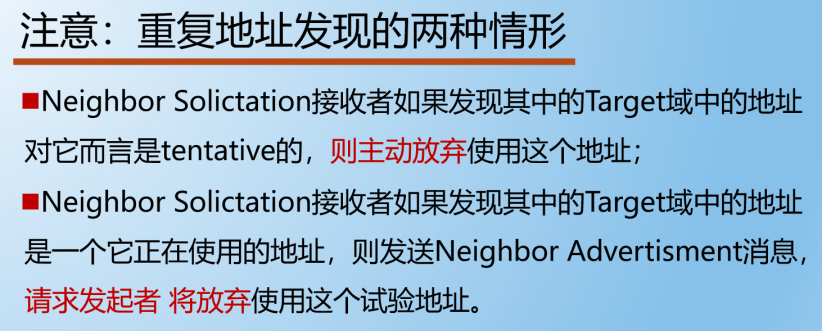 注意：重复地址发现的两种情形
■Neighbor Solictation接收者如果发现其中的Target域中的地址
对它而言是tentative的，则主动放弃使用这个地址；
■Neighbor Solictation接收者如果发现其中的Target域中的地址
是一个它正在使用的地址，则发送Neighbor Advertisment消息，
请求发起者 将放弃使用这个试验地址。